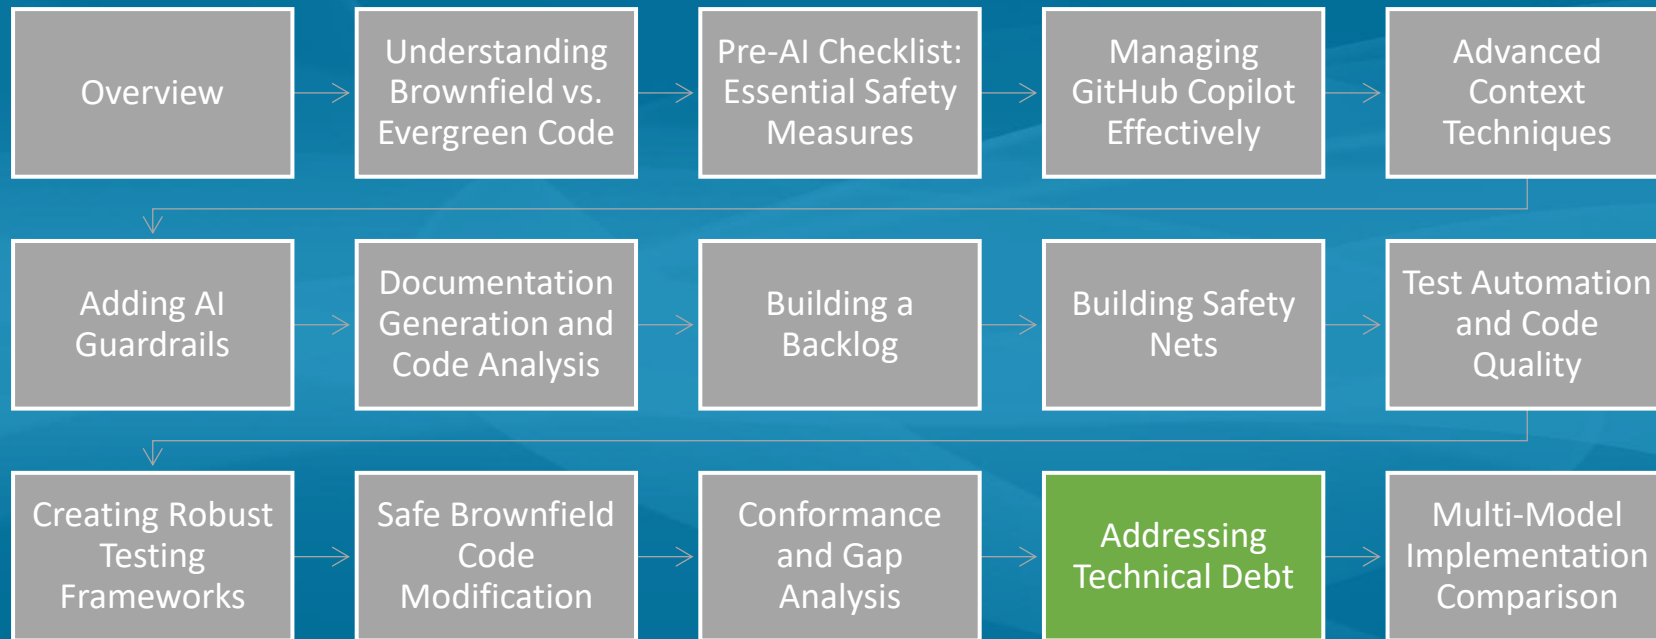 Overview
Understanding
Brownfield vs.
Evergreen Code
Pre-AI Checklist:
Essential Safety
Measures
Managing
GitHub Copilot
Effectively
Advanced
Context
Techniques
Adding AI
Guardrails
Documentation
Generation and
Code Analysis
Building a
Backlog
Building Safety
Nets
Test Automation
and Code
Quality
Creating Robust
Testing
Frameworks
Safe Brownfield
Code
Modification
Conformance
and Gap
Analysis
Addressing
Technical Debt
Multi-Model
Implementation
Comparison